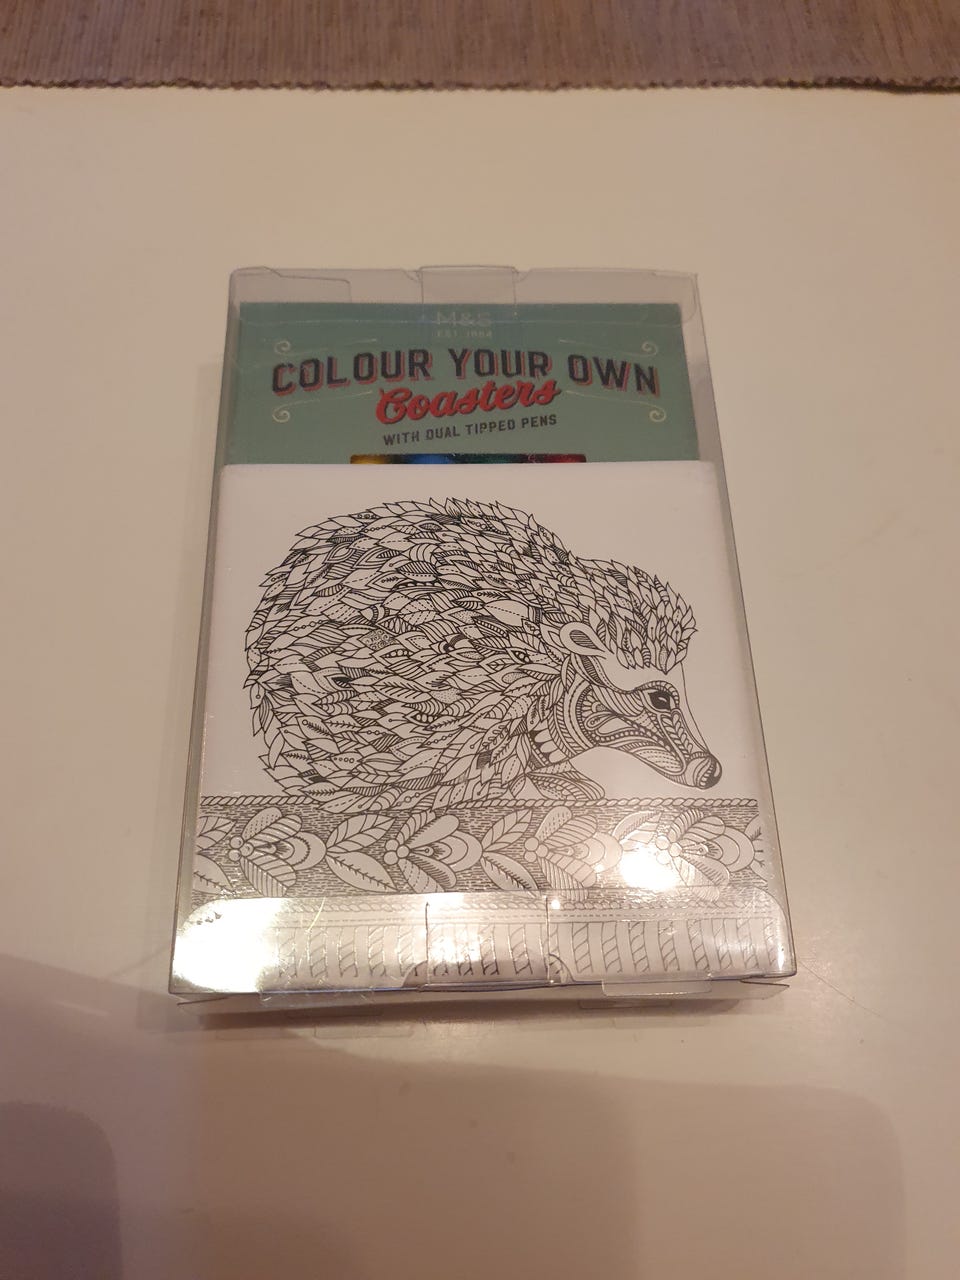 M&S
EST. 1884
COLOUR YOUR OWN
Coasters
WITH DUAL TIPPED PENS